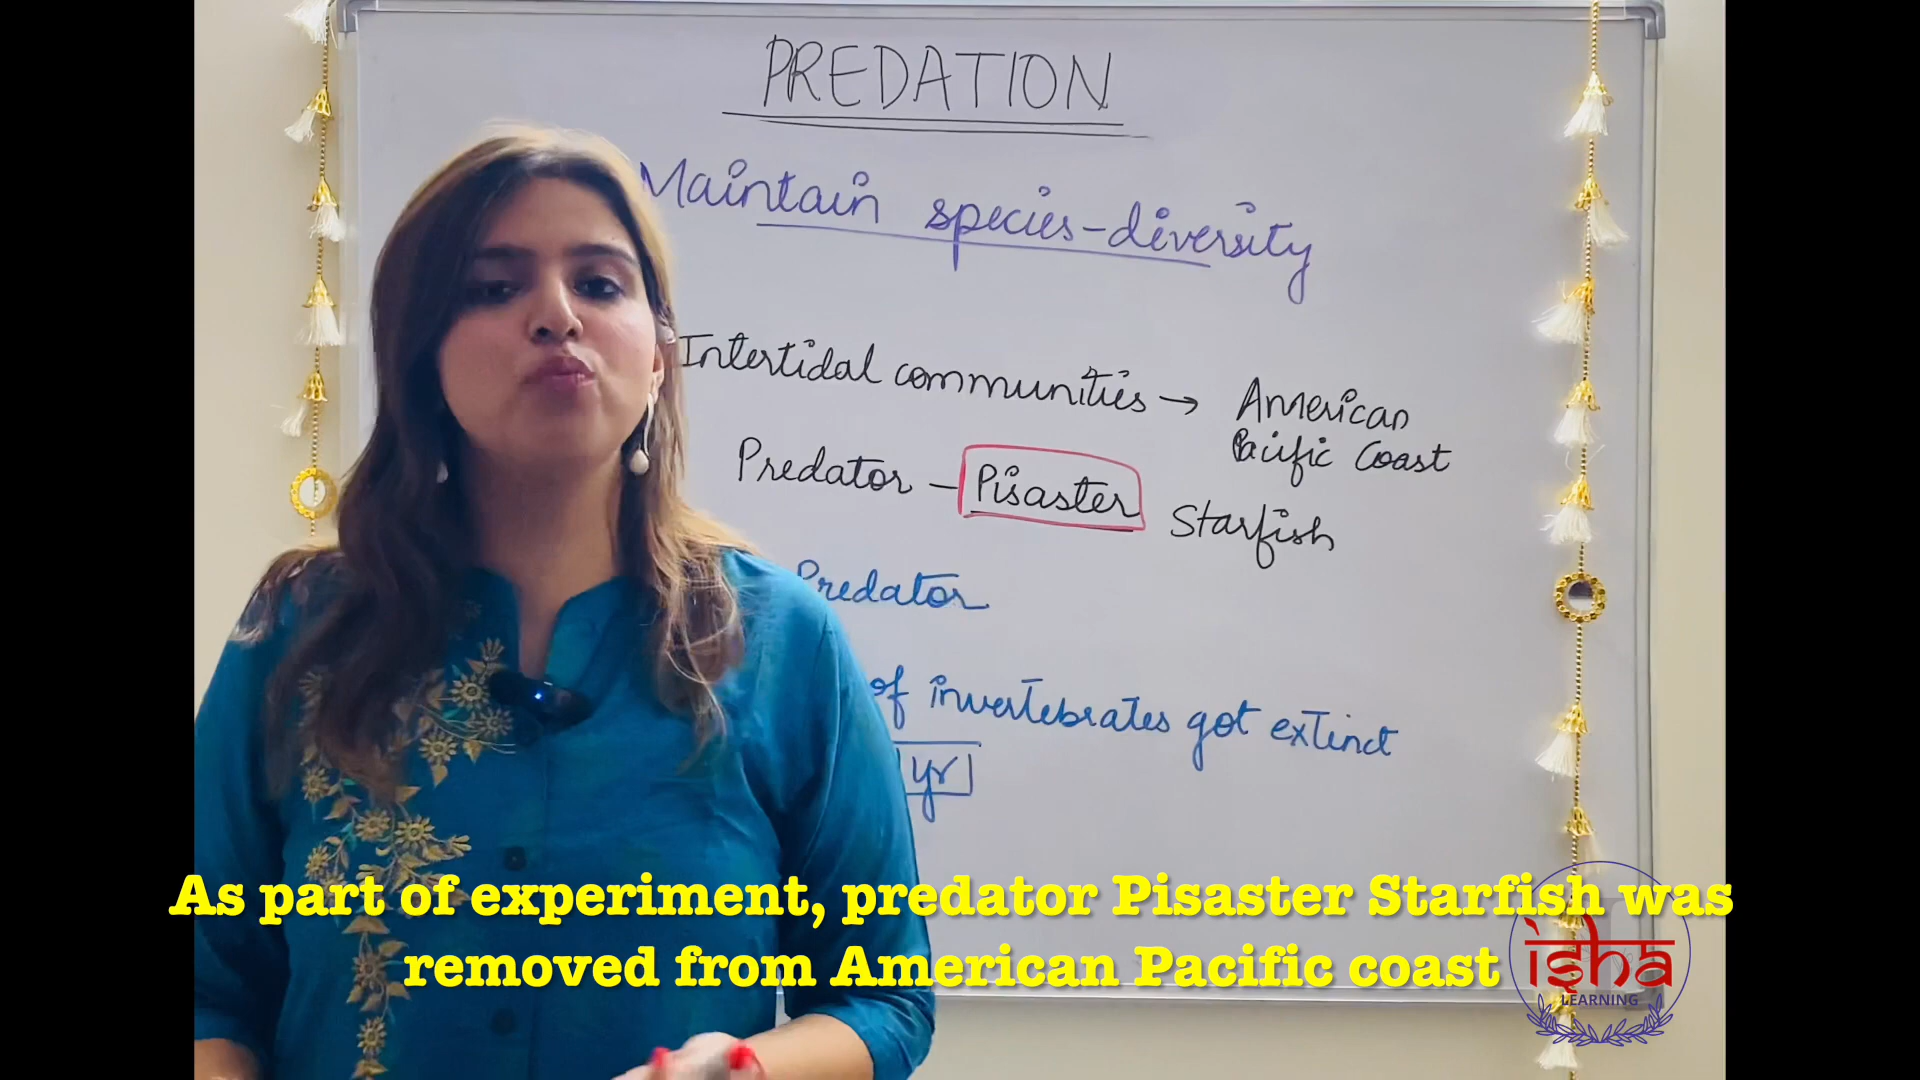 PREDATION
Maintain species-diversity
Intertidal communities → American
Pacific Coast
Predator - Pisaster Starfish
Predator
of invertebrates got extinct
yr
As part of experiment, predator Pisaster Starfish was
removed from American Pacific coast
isha
LEARNING